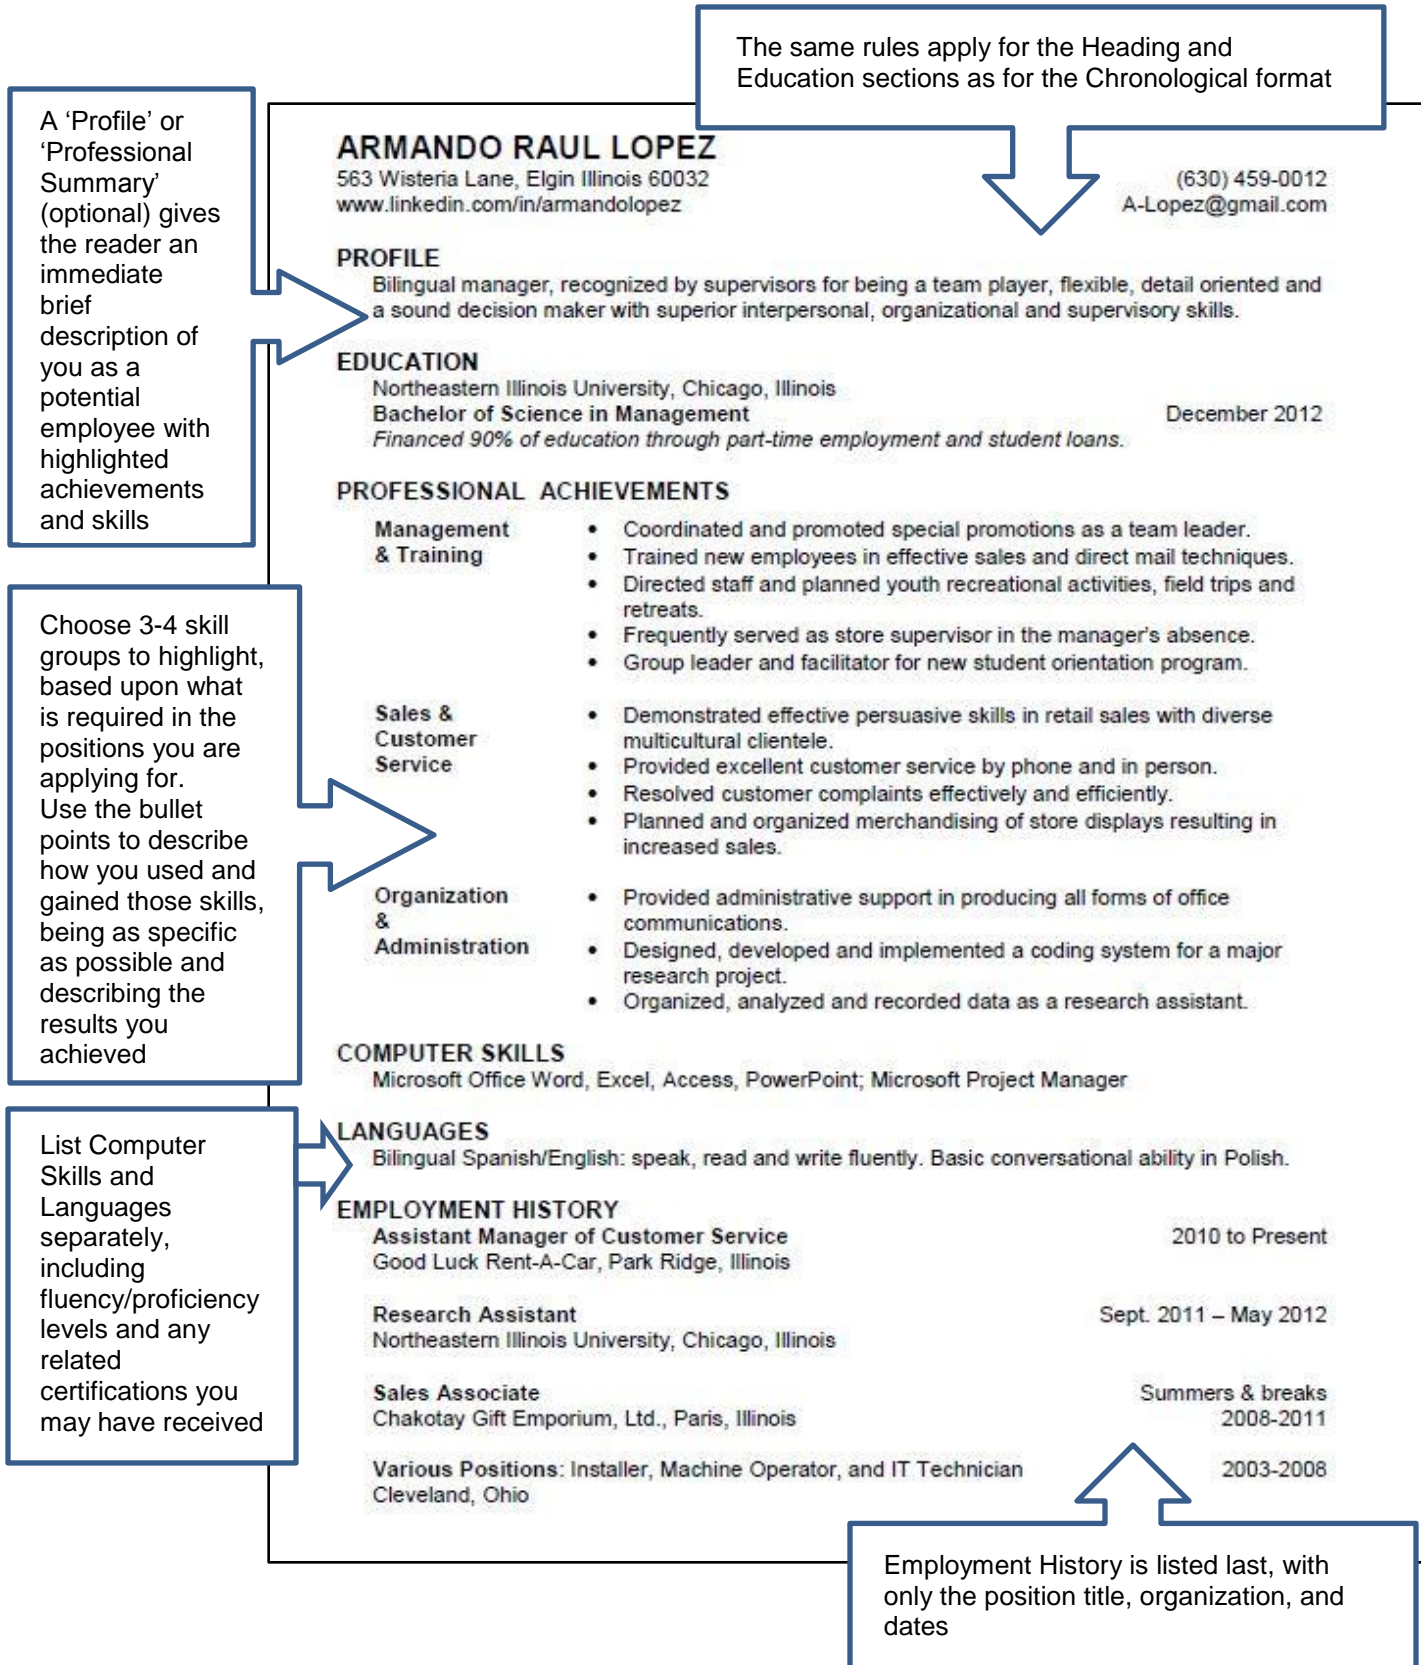 The same rules apply for the Heading and
Education sections as for the Chronological format
A ‘Profile’ or
‘Professional
Summary’
(optional) gives
the reader an
immediate
brief
description of
you as a
potential
employee with
highlighted
achievements
and skills
ARMANDO RAUL LOPEZ
563 Wisteria Lane, Elgin Illinois 60032 (630) 459-0012
www.linkedin.com/in/armandolopez A-Lopez@gmail.com
PROFILE
Bilingual manager, recognized by supervisors for being a team player, flexible, detail oriented and
a sound decision maker with superior interpersonal, organizational and supervisory skills.
EDUCATION
Northeastern Illinois University, Chicago, Illinois
Bachelor of Science in Management December 2012
Financed 90% of education through part-time employment and student loans.
PROFESSIONAL ACHIEVEMENTS
Management
& Training
• Coordinated and promoted special promotions as a team leader.
• Trained new employees in effective sales and direct mail techniques.
• Directed staff and planned youth recreational activities, field trips and
retreats.
• Frequently served as store supervisor in the manager's absence.
• Group leader and facilitator for new student orientation program.
Choose 3-4 skill
groups to highlight,
based upon what
is required in the
positions you are
applying for.
Use the bullet
points to describe
how you used and
gained those skills,
being as specific
as possible and
describing the
results you
achieved
Sales &
Customer
Service
• Demonstrated effective persuasive skills in retail sales with diverse
multicultural clientele.
• Provided excellent customer service by phone and in person.
• Resolved customer complaints effectively and efficiently.
• Planned and organized merchandising of store displays resulting in
increased sales.
Organization
&
Administration
• Provided administrative support in producing all forms of office
communications.
• Designed, developed and implemented a coding system for a major
research project.
• Organized, analyzed and recorded data as a research assistant.
COMPUTER SKILLS
Microsoft Office Word, Excel, Access, PowerPoint; Microsoft Project Manager
List Computer
Skills and
Languages
separately,
including
fluency/proficiency
levels and any
related
certifications you
may have received
LANGUAGES
Bilingual Spanish/English: speak, read and write fluently. Basic conversational ability in Polish.
EMPLOYMENT HISTORY
Assistant Manager of Customer Service 2010 to Present
Good Luck Rent-A-Car, Park Ridge, Illinois
Research Assistant Sept. 2011 – May 2012
Northeastern Illinois University, Chicago, Illinois
Sales Associate Summers & breaks
Chakotay Gift Emporium, Ltd., Paris, Illinois 2008-2011
Various Positions: Installer, Machine Operator, and IT Technician 2003-2008
Cleveland, Ohio
Employment History is listed last, with
only the position title, organization, and
dates